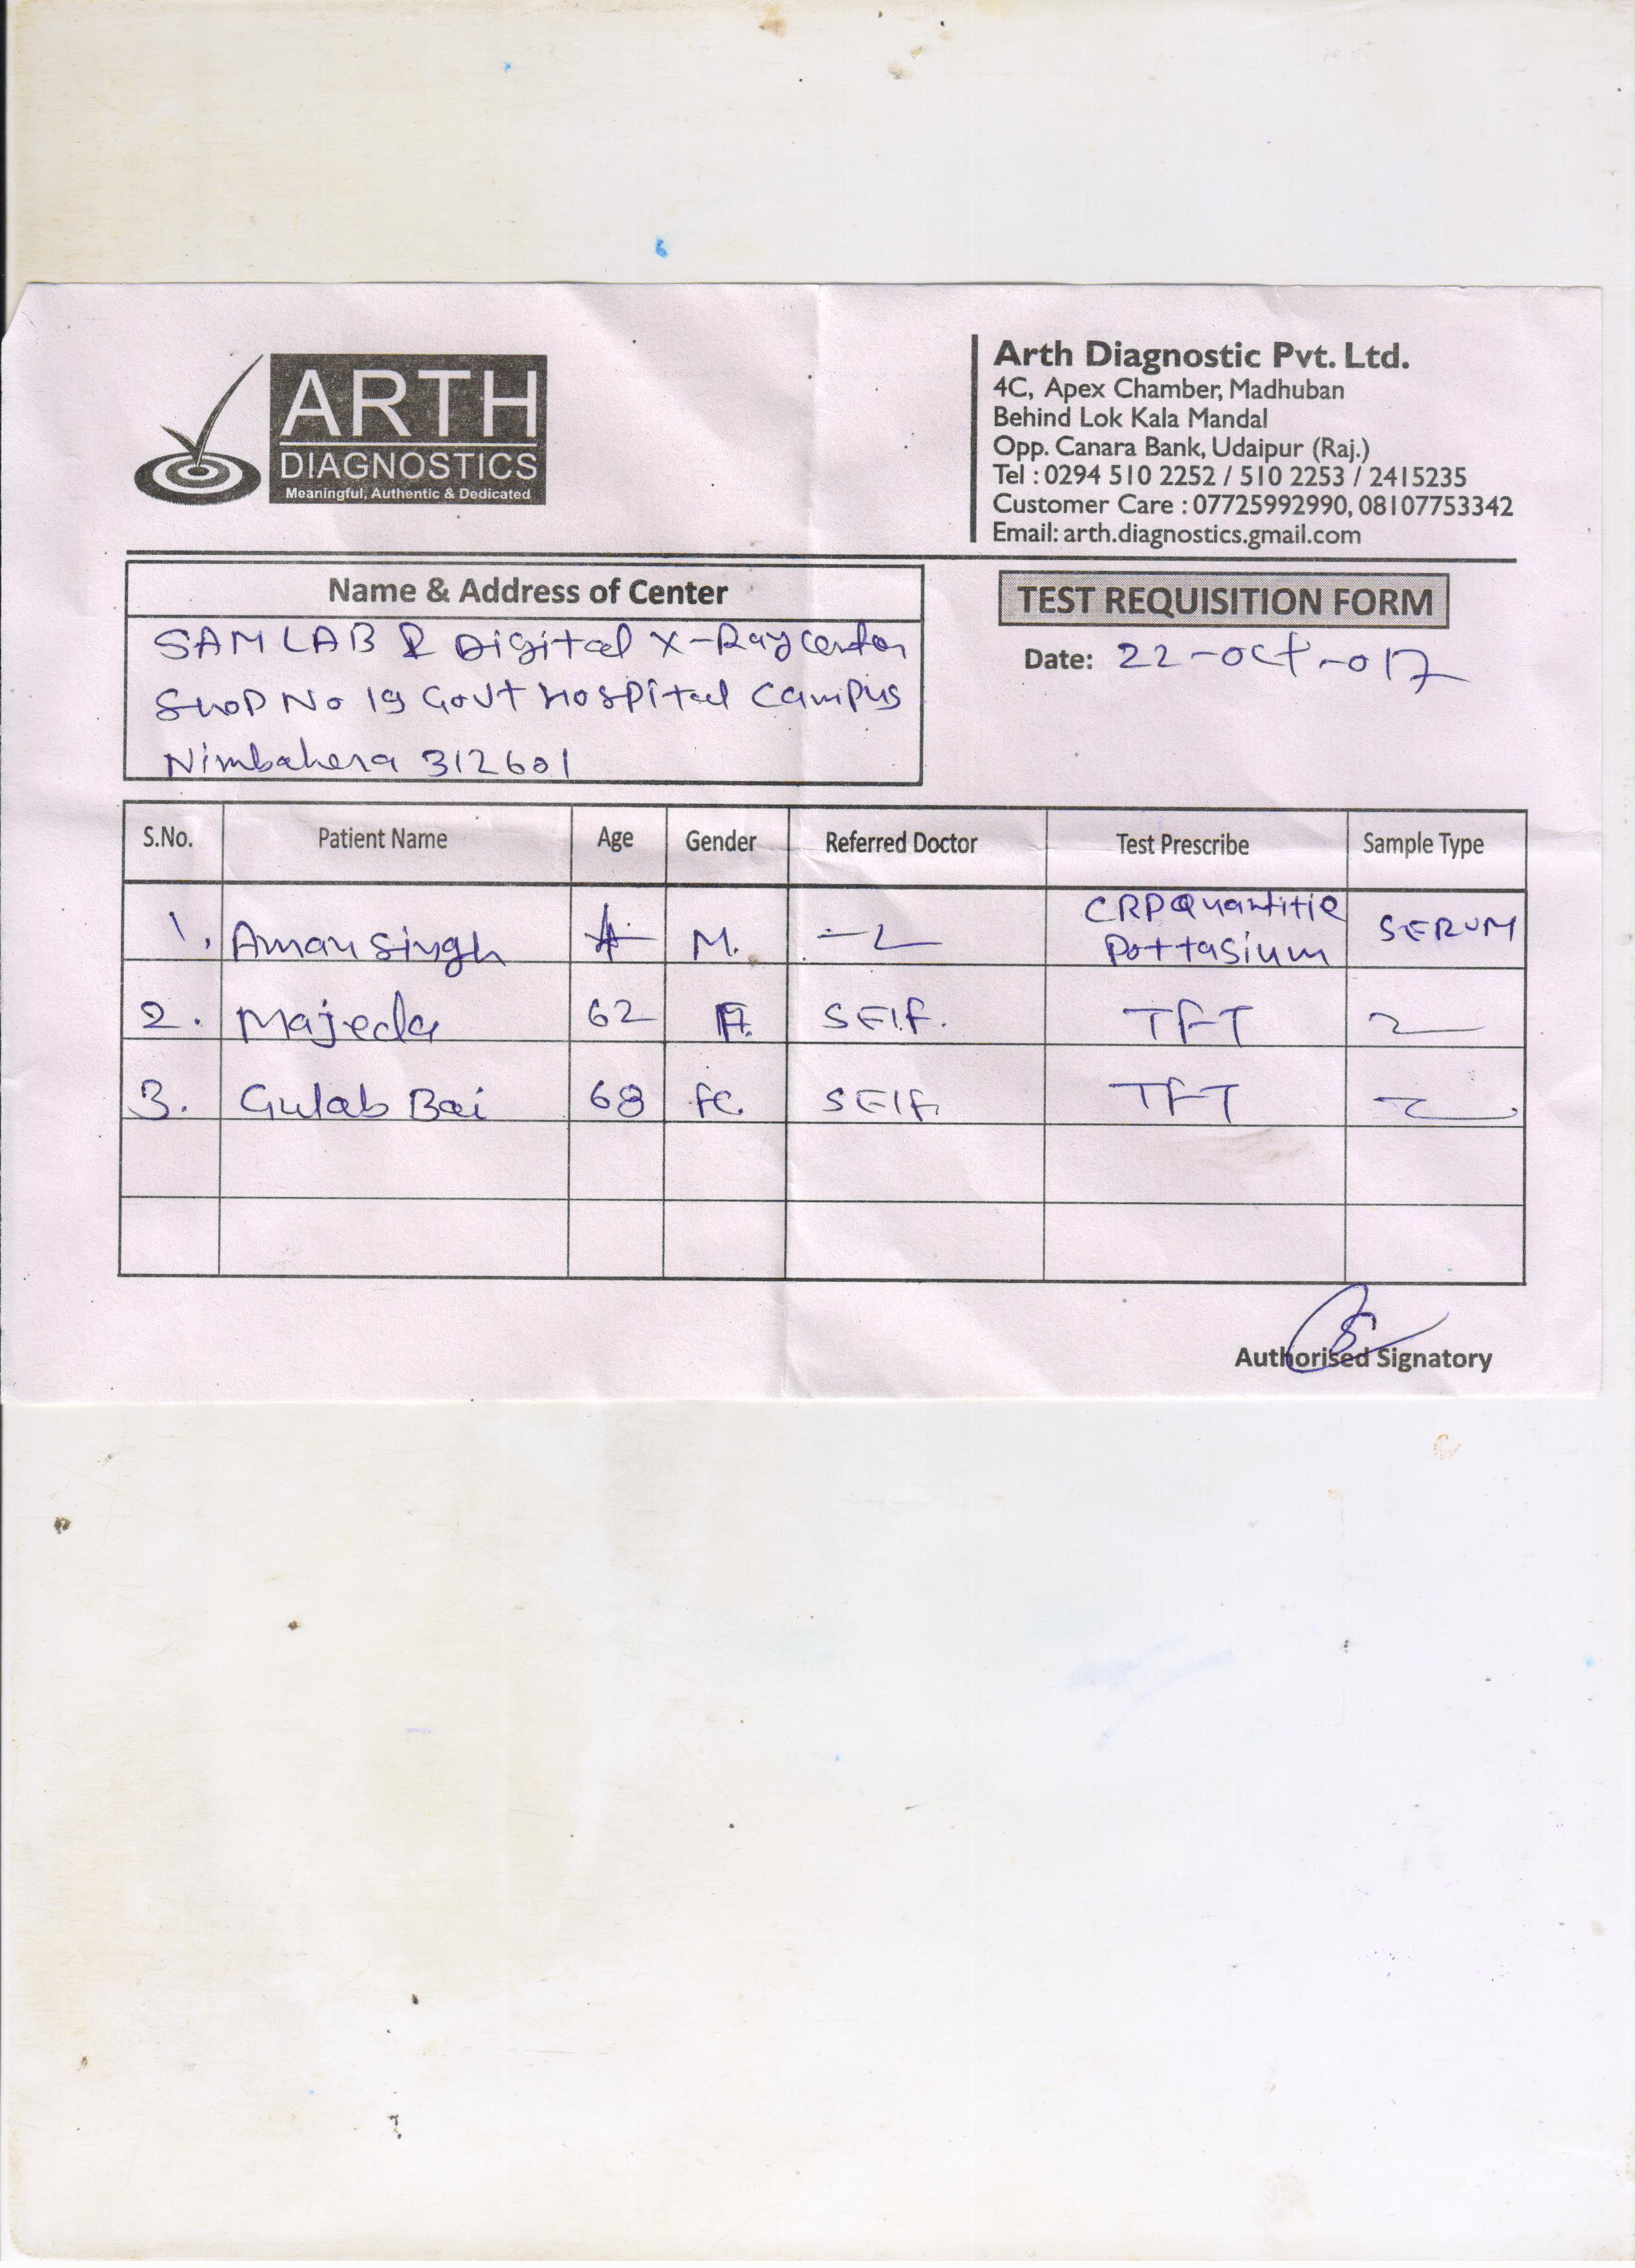 ARTH
DIAGNOSTICS
Meaningful, Authentic & Dedicated
Arth Diagnostic Pvt. Ltd.
4C, Apex Chamber, Madhuban
Behind Lok Kala Mandal
Opp. Canara Bank, Udaipur (Raj.)
Tel : 0294 510 2252 / 510 2253 / 2415235
Customer Care : 07725992990, 08107753342
Email: arth.diagnostics.gmail.com
Name & Address of Center
SAM LAB & Digital X-Ray Center
Shop No 19 Govt Hospital Campus
Nimbahera 312601
TEST REQUISITION FORM
Date: 22-Oct-017
S.No. Patient Name Age Gender Referred Doctor Test Prescribe Sample Type
1. Aman Singh M. CRP Quantitie Pottasium SERUM
2. Majeda 62 F. SElf. TFT
3. Gulab Bai 68 fe. SElf. TFT
Authorised Signatory